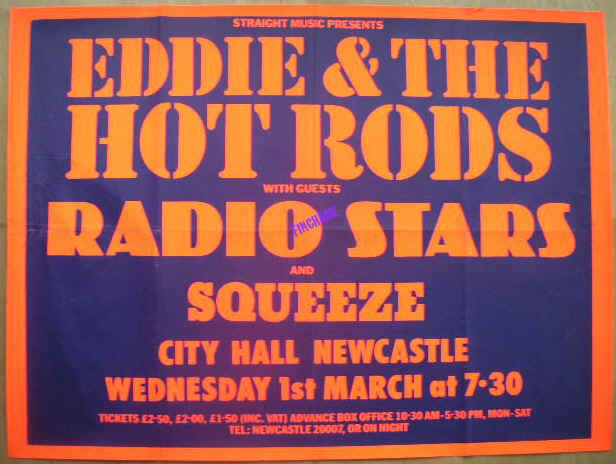 STRAIGHT MUSIC PRESENTS
EDDIE & THE
HOT RODS
WITH GUESTS
RADIO STARS
AND
SQUEEZE
CITY HALL NEWCASTLE
WEDNESDAY 1st MARCH at 7·30
TICKETS £2·50, £2·00, £1·50 (INC. VAT) ADVANCE BOX OFFICE 10·30 AM-5·30 PM, MON-SAT
TEL: NEWCASTLE 20007, OR ON NIGHT